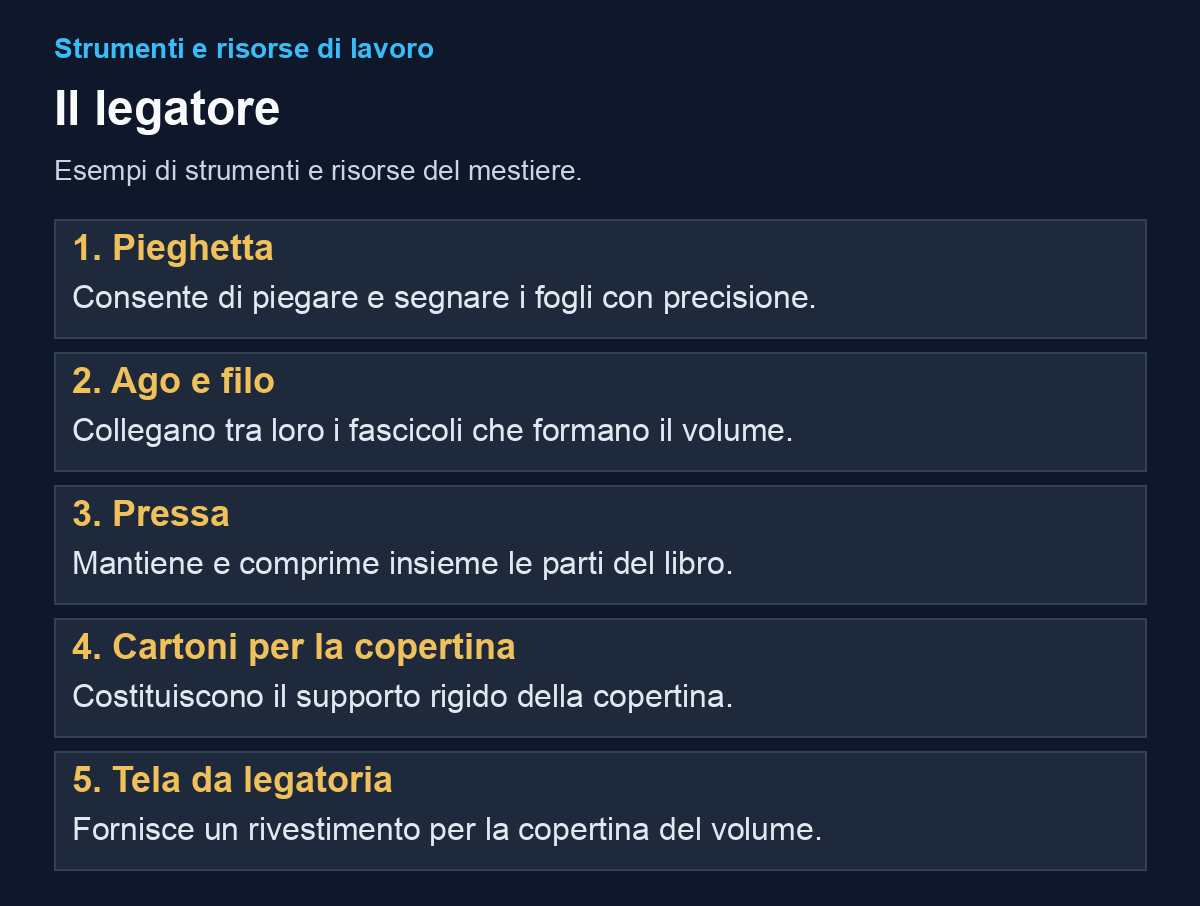 Strumenti e risorse di lavoro
Il legatore
Esempi di strumenti e risorse del mestiere.
1. Pieghetta
Consente di piegare e segnare i fogli con precisione.
2. Ago e filo
Collegano tra loro i fascicoli che formano il volume.
3. Pressa
Mantiene e comprime insieme le parti del libro.
4. Cartoni per la copertina
Costituiscono il supporto rigido della copertina.
5. Tela da legatoria
Fornisce un rivestimento per la copertina del volume.